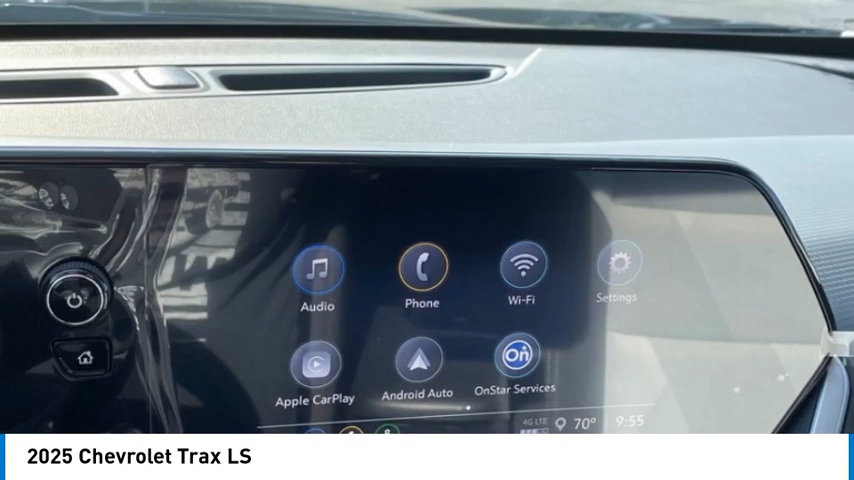 Audio Phone Wi-Fi Settings
On
Apple CarPlay Android Auto OnStar Services
4G LTE 70° 9:55
2025 Chevrolet Trax LS